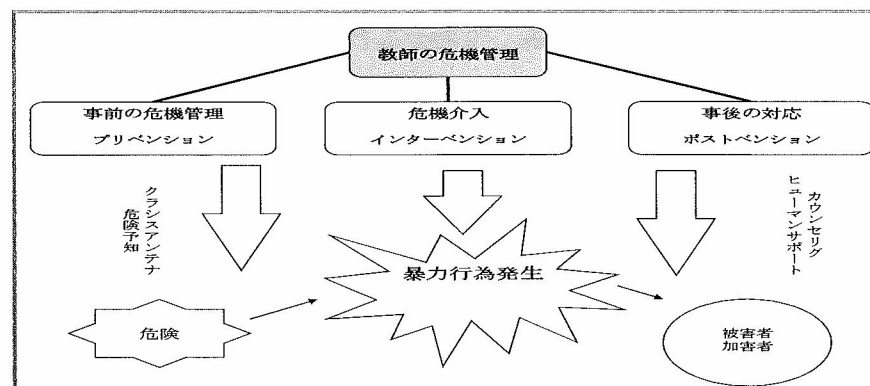 教師の危機管理
事前の危機管理
プリベンション
危機介入
インターベンション
事後の対応
ポストベンション
クラシスアンテナ
危険予知
カウンセリグ
ヒューマンサポート
暴力行為発生
危険
被害者
加害者